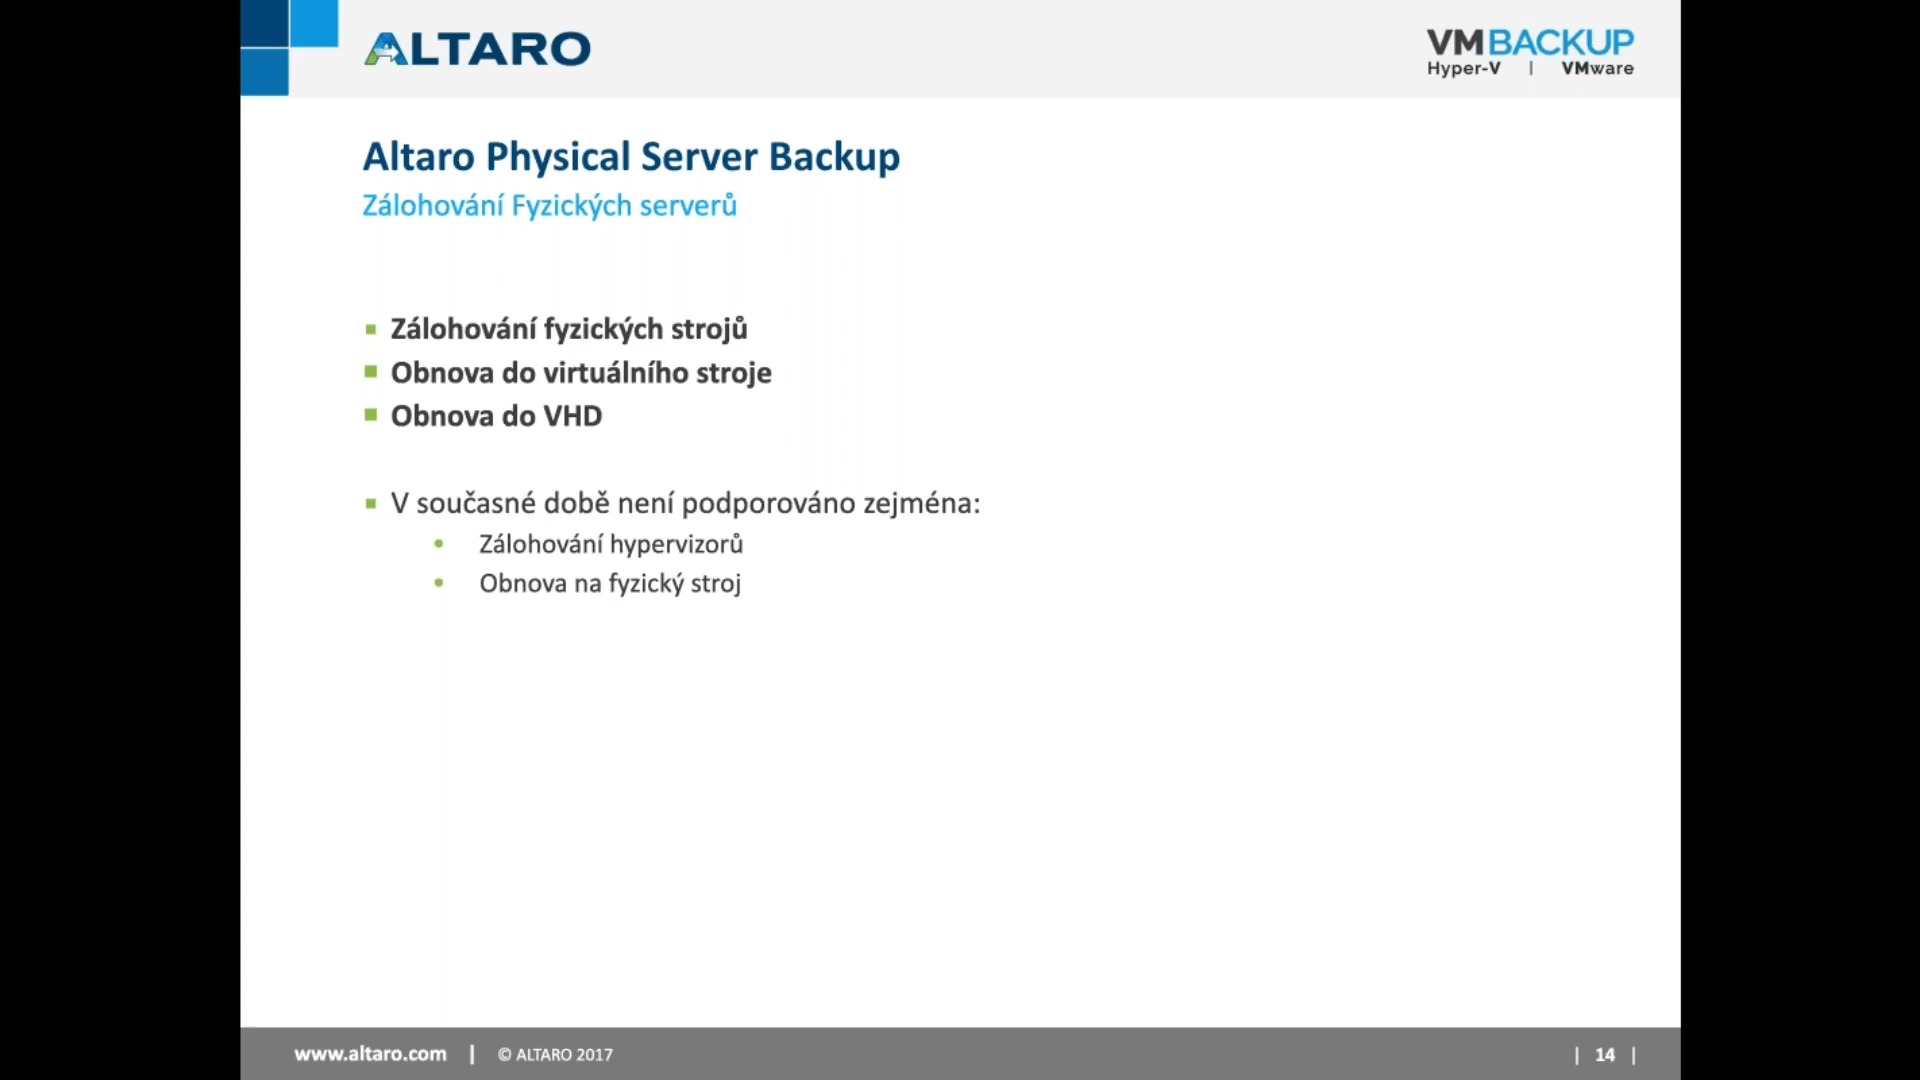 ALTARO
VMBACKUP
Hyper-V | VMware
Altaro Physical Server Backup
Zálohování Fyzických serverů
Zálohování fyzických strojů
Obnova do virtuálního stroje
Obnova do VHD
V současné době není podporováno zejména:
Zálohování hypervizorů
Obnova na fyzický stroj
www.altaro.com | © ALTARO 2017
| 14 |